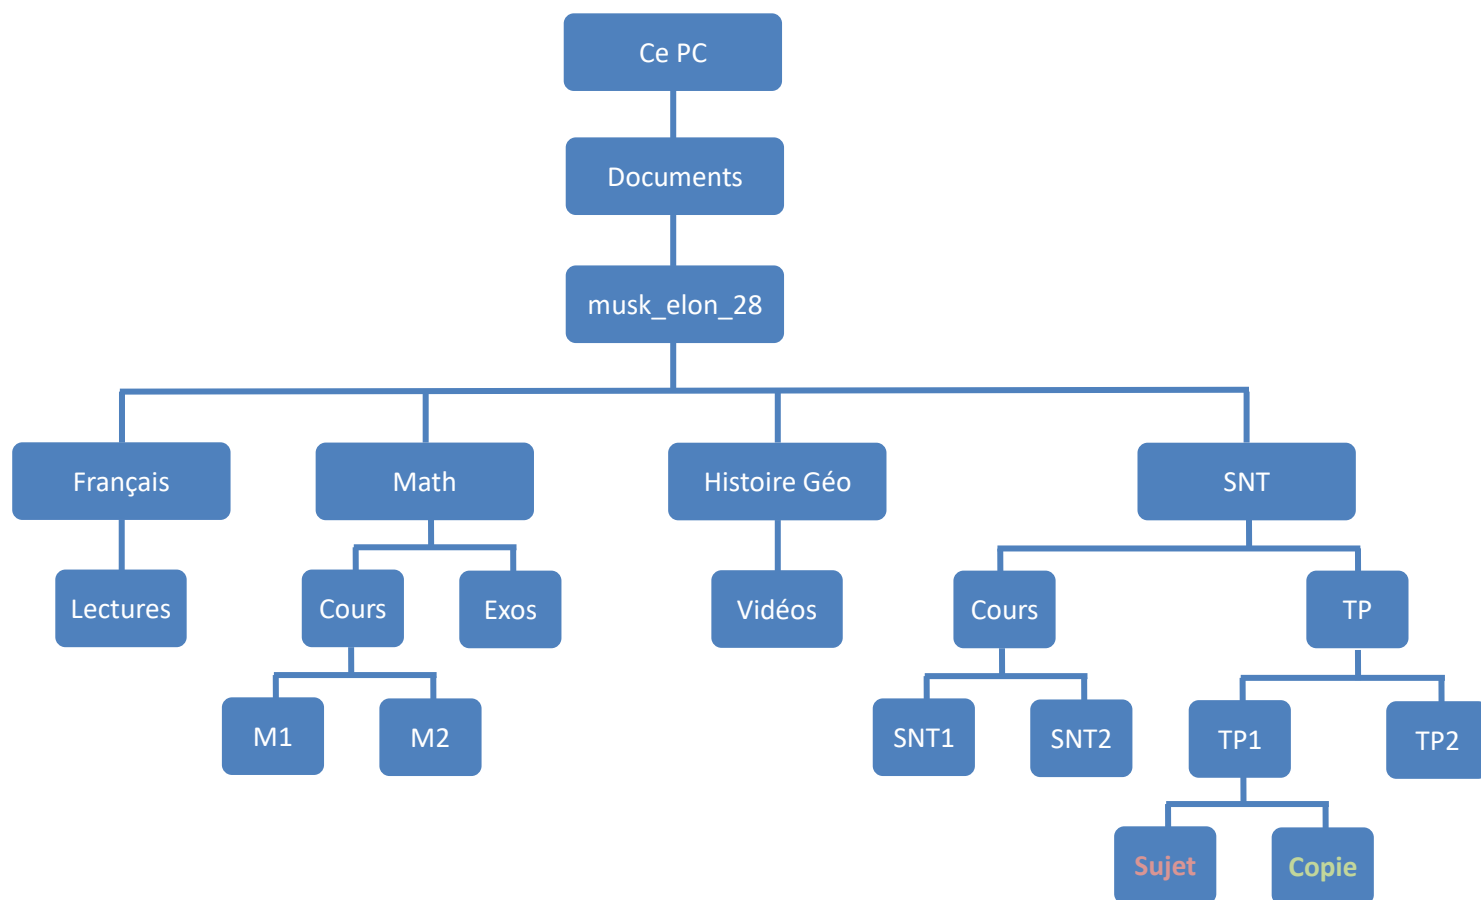 Ce PC
Documents
musk_elon_28
Français
Math
Histoire Géo
SNT
Lectures
Cours
Exos
Vidéos
Cours
TP
M1
M2
SNT1
SNT2
TP1
TP2
Sujet
Copie